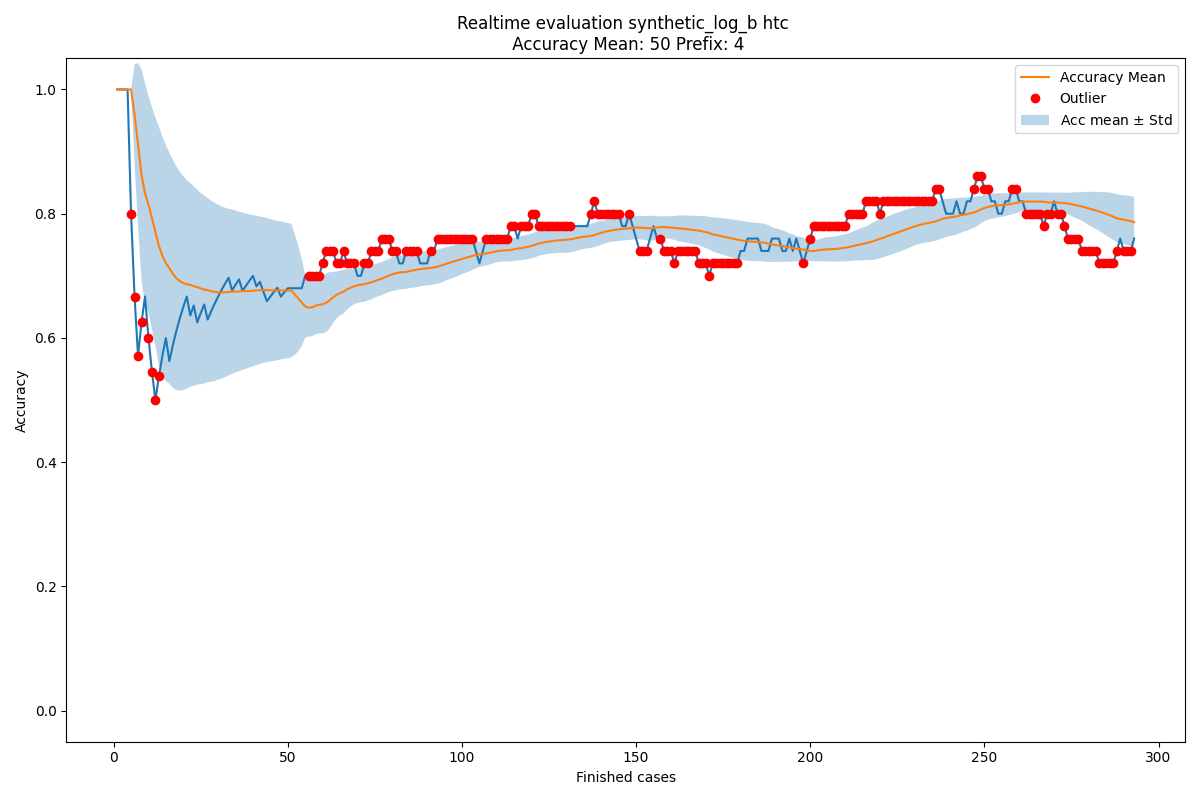 Realtime evaluation synthetic_log_b htc
Accuracy Mean: 50 Prefix: 4
Accuracy Mean
Outlier
Acc mean ± Std
1.0
0.8
0.6
0.4
0.2
0.0
Accuracy
0 50 100 150 200 250 300
Finished cases